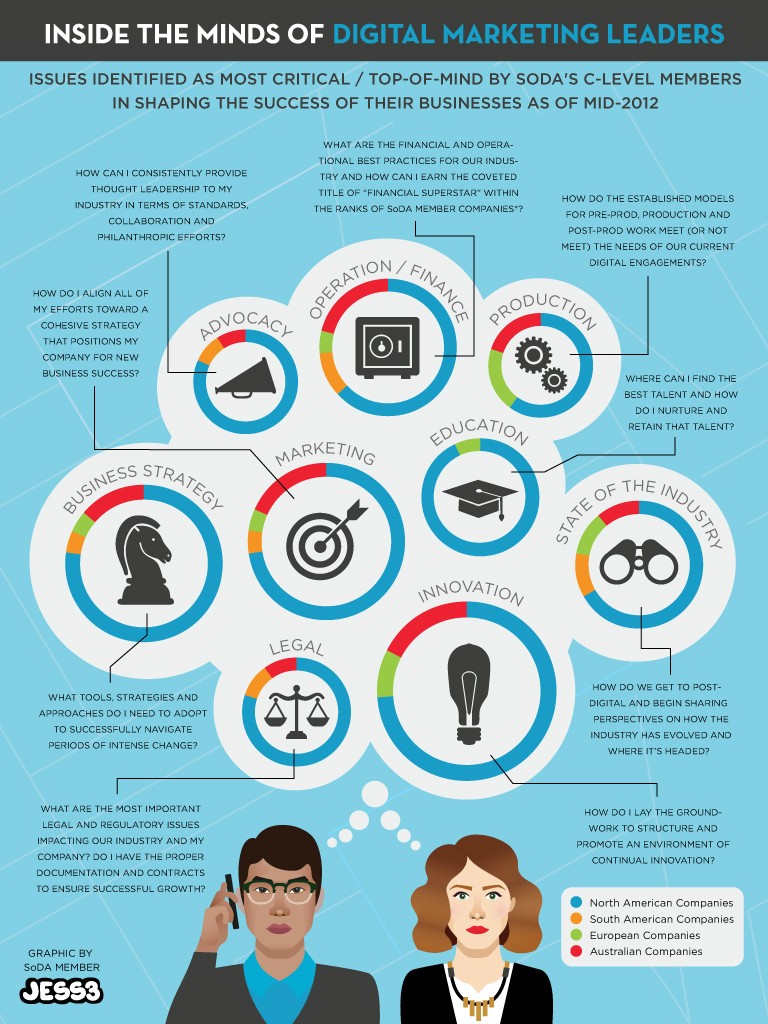 INSIDE THE MINDS OF DIGITAL MARKETING LEADERS
ISSUES IDENTIFIED AS MOST CRITICAL / TOP-OF-MIND BY SODA'S C-LEVEL MEMBERS
IN SHAPING THE SUCCESS OF THEIR BUSINESSES AS OF MID-2012
WHAT ARE THE FINANCIAL AND OPERA-
TIONAL BEST PRACTICES FOR OUR INDUS-
TRY AND HOW CAN I EARN THE COVETED
TITLE OF "FINANCIAL SUPERSTAR" WITHIN
THE RANKS OF SoDA MEMBER COMPANIES"?
HOW CAN I CONSISTENTLY PROVIDE
THOUGHT LEADERSHIP TO MY
INDUSTRY IN TERMS OF STANDARDS,
COLLABORATION AND
PHILANTHROPIC EFFORTS?
HOW DO THE ESTABLISHED MODELS
FOR PRE-PROD, PRODUCTION AND
POST-PROD WORK MEET (OR NOT
MEET) THE NEEDS OF OUR CURRENT
DIGITAL ENGAGEMENTS?
HOW DO I ALIGN ALL OF
MY EFFORTS TOWARD A
COHESIVE STRATEGY
THAT POSITIONS MY
COMPANY FOR NEW
BUSINESS SUCCESS?
ADVOCACY
OPERATION / FINANCE
PRODUCTION
WHERE CAN I FIND THE
BEST TALENT AND HOW
DO I NURTURE AND
RETAIN THAT TALENT?
BUSINESS STRATEGY
MARKETING
EDUCATION
STATE OF THE INDUSTRY
LEGAL
INNOVATION
WHAT TOOLS, STRATEGIES AND
APPROACHES DO I NEED TO ADOPT
TO SUCCESSFULLY NAVIGATE
PERIODS OF INTENSE CHANGE?
HOW DO WE GET TO POST-
DIGITAL AND BEGIN SHARING
PERSPECTIVES ON HOW THE
INDUSTRY HAS EVOLVED AND
WHERE IT'S HEADED?
WHAT ARE THE MOST IMPORTANT
LEGAL AND REGULATORY ISSUES
IMPACTING OUR INDUSTRY AND MY
COMPANY? DO I HAVE THE PROPER
DOCUMENTATION AND CONTRACTS
TO ENSURE SUCCESSFUL GROWTH?
HOW DO I LAY THE GROUND-
WORK TO STRUCTURE AND
PROMOTE AN ENVIRONMENT OF
CONTINUAL INNOVATION?
North American Companies
South American Companies
European Companies
Australian Companies
GRAPHIC BY
SoDA MEMBER
JESS3